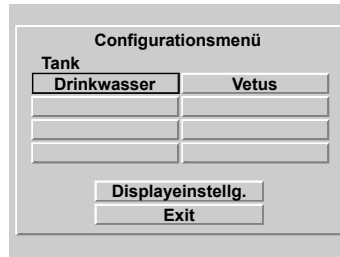 Configurationsmenü
Tank
Drinkwasser Vetus
Displayeinstellg.
Exit